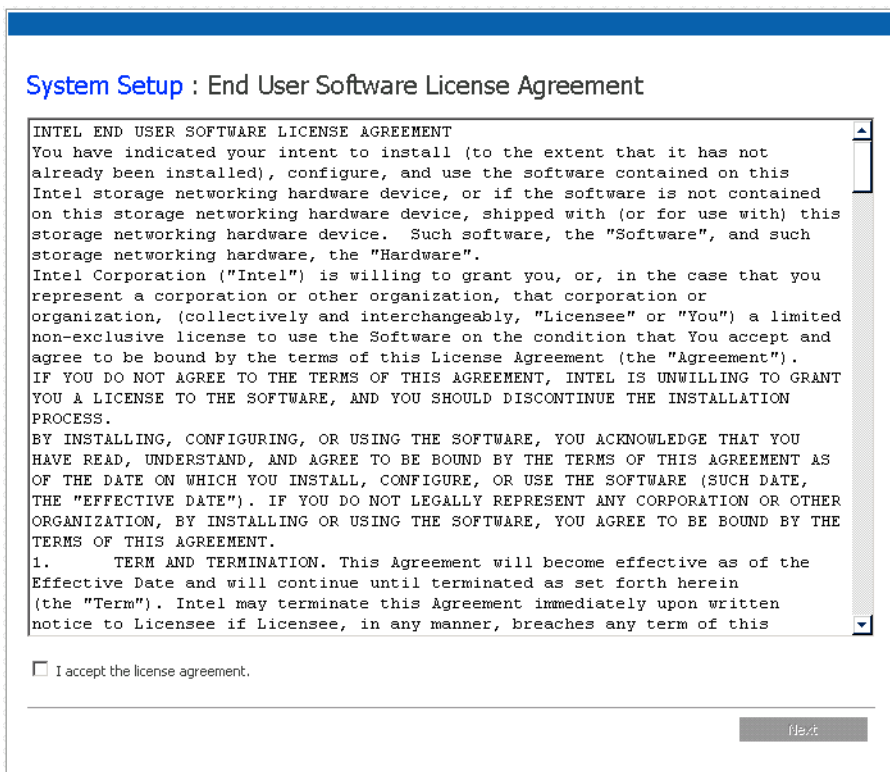 System Setup : End User Software License Agreement
INTEL END USER SOFTWARE LICENSE AGREEMENT
You have indicated your intent to install (to the extent that it has not
already been installed), configure, and use the software contained on this
Intel storage networking hardware device, or if the software is not contained
on this storage networking hardware device, shipped with (or for use with) this
storage networking hardware device.  Such software, the "Software", and such
storage networking hardware, the "Hardware".
Intel Corporation ("Intel") is willing to grant you, or, in the case that you
represent a corporation or other organization, that corporation or
organization, (collectively and interchangeably, "Licensee" or "You") a limited
non-exclusive license to use the Software on the condition that You accept and
agree to be bound by the terms of this License Agreement (the "Agreement").
IF YOU DO NOT AGREE TO THE TERMS OF THIS AGREEMENT, INTEL IS UNWILLING TO GRANT
YOU A LICENSE TO THE SOFTWARE, AND YOU SHOULD DISCONTINUE THE INSTALLATION
PROCESS.
BY INSTALLING, CONFIGURING, OR USING THE SOFTWARE, YOU ACKNOWLEDGE THAT YOU
HAVE READ, UNDERSTAND, AND AGREE TO BE BOUND BY THE TERMS OF THIS AGREEMENT AS
OF THE DATE ON WHICH YOU INSTALL, CONFIGURE, OR USE THE SOFTWARE (SUCH DATE,
THE "EFFECTIVE DATE"). IF YOU DO NOT LEGALLY REPRESENT ANY CORPORATION OR OTHER
ORGANIZATION, BY INSTALLING OR USING THE SOFTWARE, YOU AGREE TO BE BOUND BY THE
TERMS OF THIS AGREEMENT.
1.      TERM AND TERMINATION. This Agreement will become effective as of the
Effective Date and will continue until terminated as set forth herein
(the "Term"). Intel may terminate this Agreement immediately upon written
notice to Licensee if Licensee, in any manner, breaches any term of this
I accept the license agreement.
Next